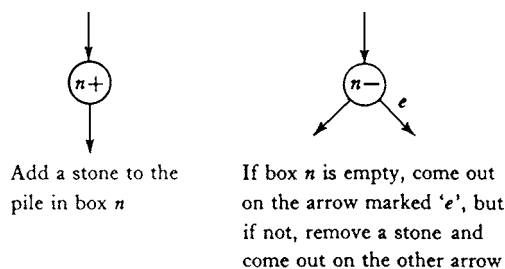 n+
n−
e
Add a stone to the
pile in box n
If box n is empty, come out
on the arrow marked ‘e’, but
if not, remove a stone and
come out on the other arrow